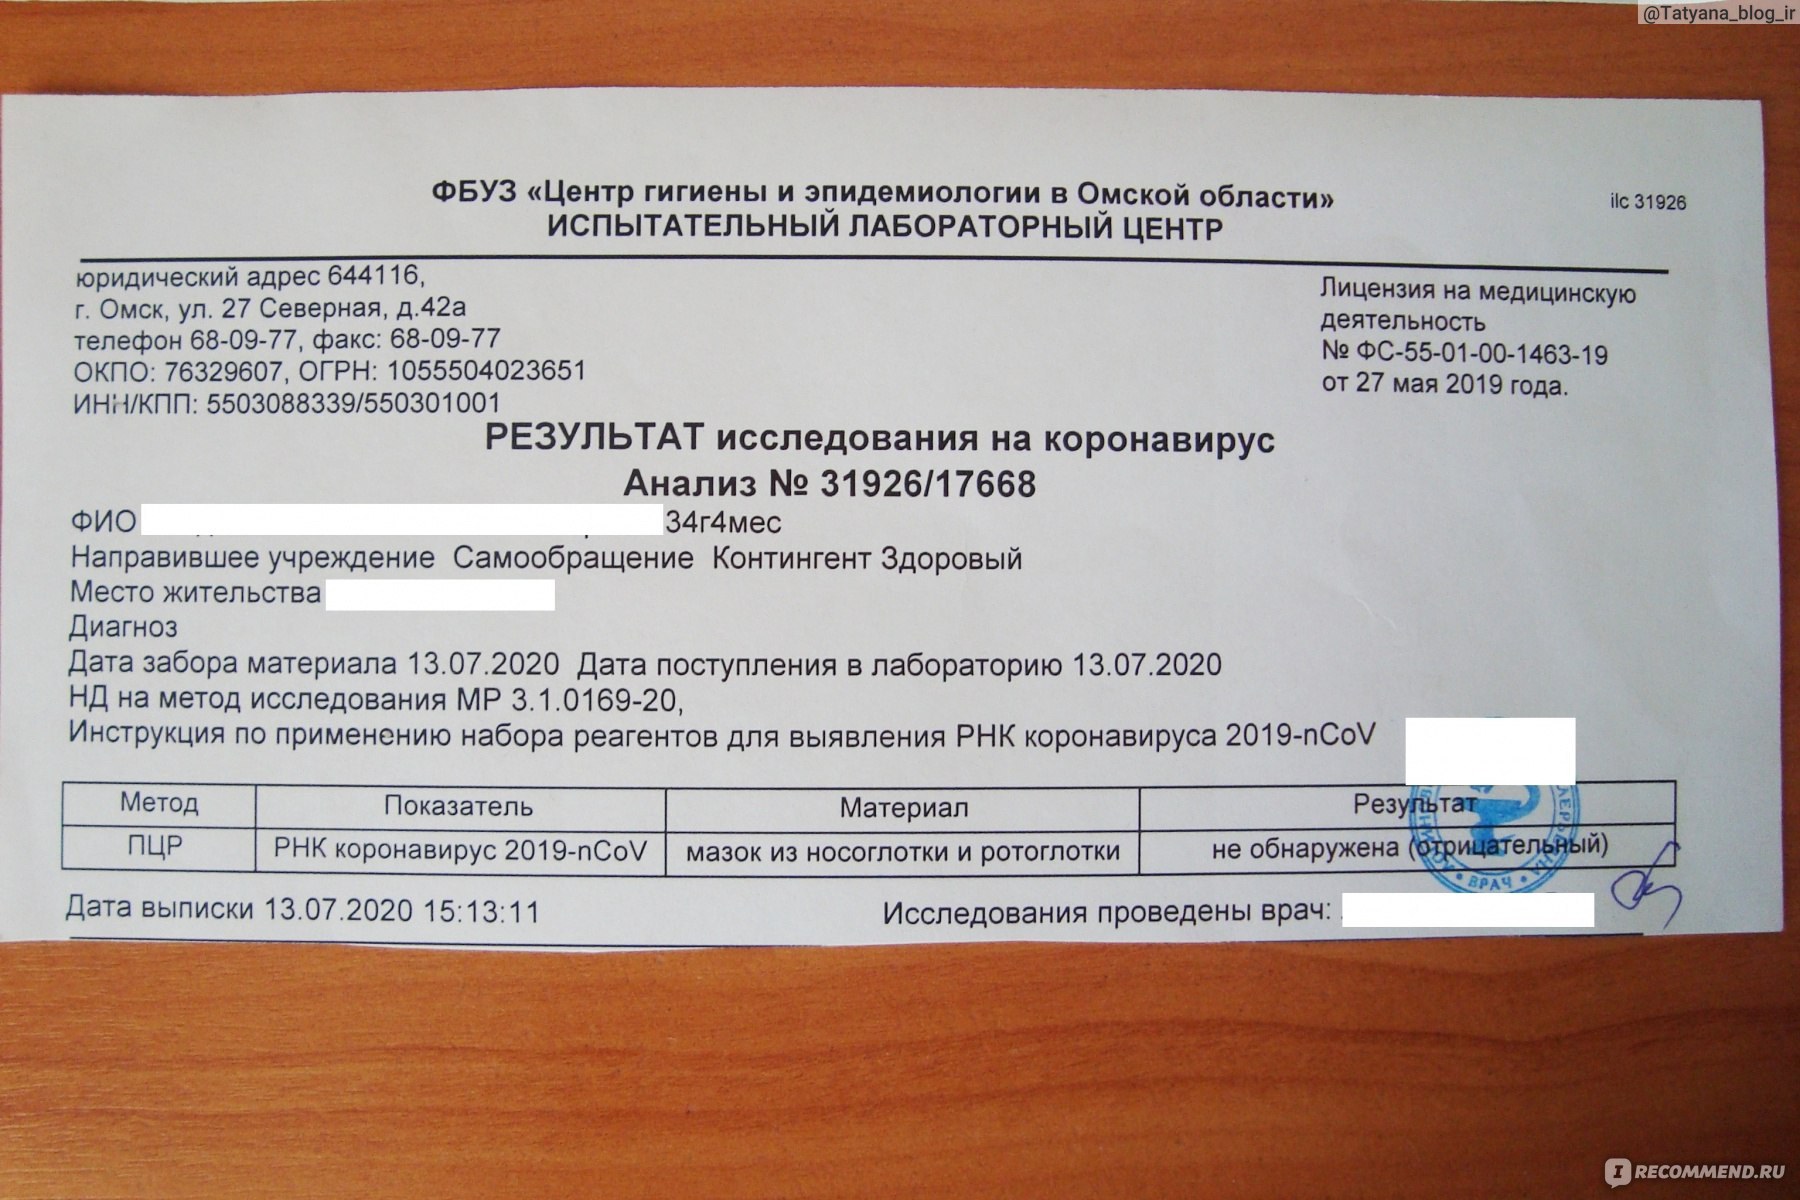 @Tatyana_blog_ir
ФБУЗ «Центр гигиены и эпидемиологии в Омской области»
ilc 31926
ИСПЫТАТЕЛЬНЫЙ ЛАБОРАТОРНЫЙ ЦЕНТР
юридический адрес 644116,
г. Омск, ул. 27 Северная, д.42а
телефон 68-09-77, факс: 68-09-77
ОКПО: 76329607, ОГРН: 1055504023651
ИНН/КПП: 5503088339/550301001
Лицензия на медицинскую
деятельность
№ ФС-55-01-00-1463-19
от 27 мая 2019 года.
РЕЗУЛЬТАТ исследования на коронавирус
Анализ № 31926/17668
ФИО 34г4мес
Направившее учреждение Самообращение Контингент Здоровый
Место жительства
Диагноз
Дата забора материала 13.07.2020 Дата поступления в лабораторию 13.07.2020
НД на метод исследования МР 3.1.0169-20,
Инструкция по применению набора реагентов для выявления РНК коронавируса 2019-nCoV
Метод Показатель Материал Результат
ПЦР РНК коронавирус 2019-nCoV мазок из носоглотки и ротоглотки не обнаружена (отрицательный)
ВРАЧ
Дата выписки 13.07.2020 15:13:11 Исследования проведены врач:
IRECOMMEND.RU